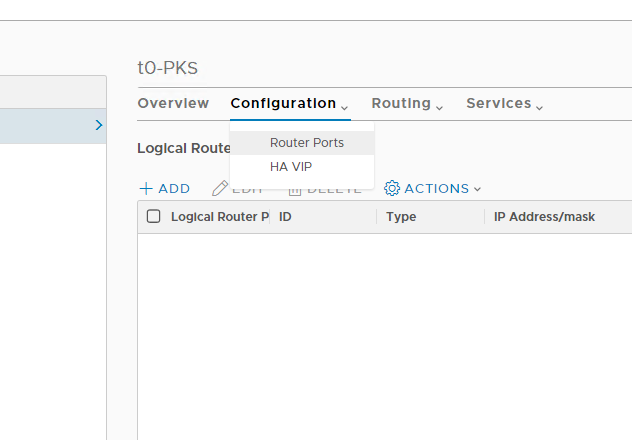 t0-PKS
Overview Configuration Routing Services
Router Ports
Logical Route
HA VIP
ADD EDIT DELETE ACTIONS
Logical Router P ID Type IP Address/mask